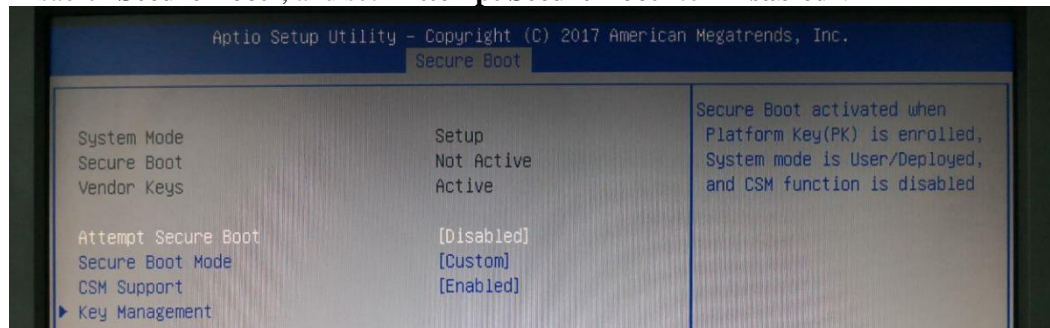 Aptio Setup Utility – Copyright (C) 2017 American Megatrends, Inc.
Secure Boot
System Mode Setup
Secure Boot Not Active
Vendor Keys Active
Attempt Secure Boot [Disabled]
Secure Boot Mode [Custom]
CSM Support [Enabled]
Key Management
Secure Boot activated when
Platform Key(PK) is enrolled,
System mode is User/Deployed,
and CSM function is disabled